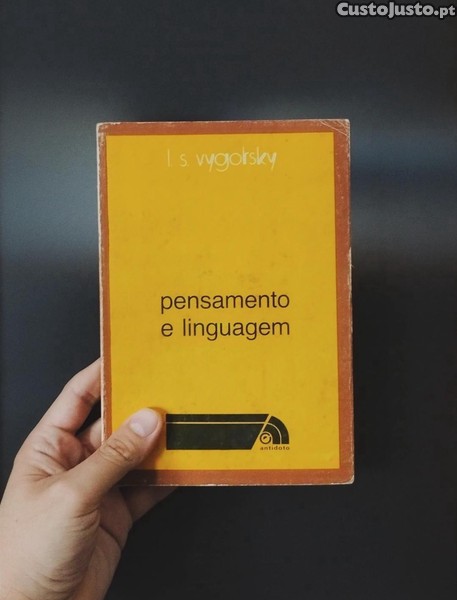 CustoJusto.pt
l. s. vygotsky
pensamento
e linguagem
antídoto